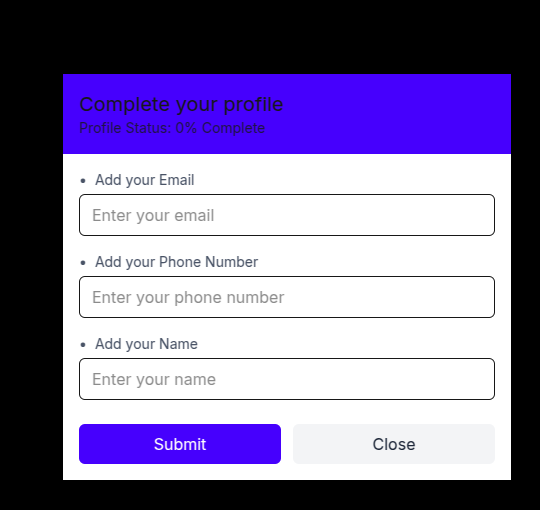 Complete your profile
Profile Status: 0% Complete
• Add your Email
Enter your email
• Add your Phone Number
Enter your phone number
• Add your Name
Enter your name
Submit Close